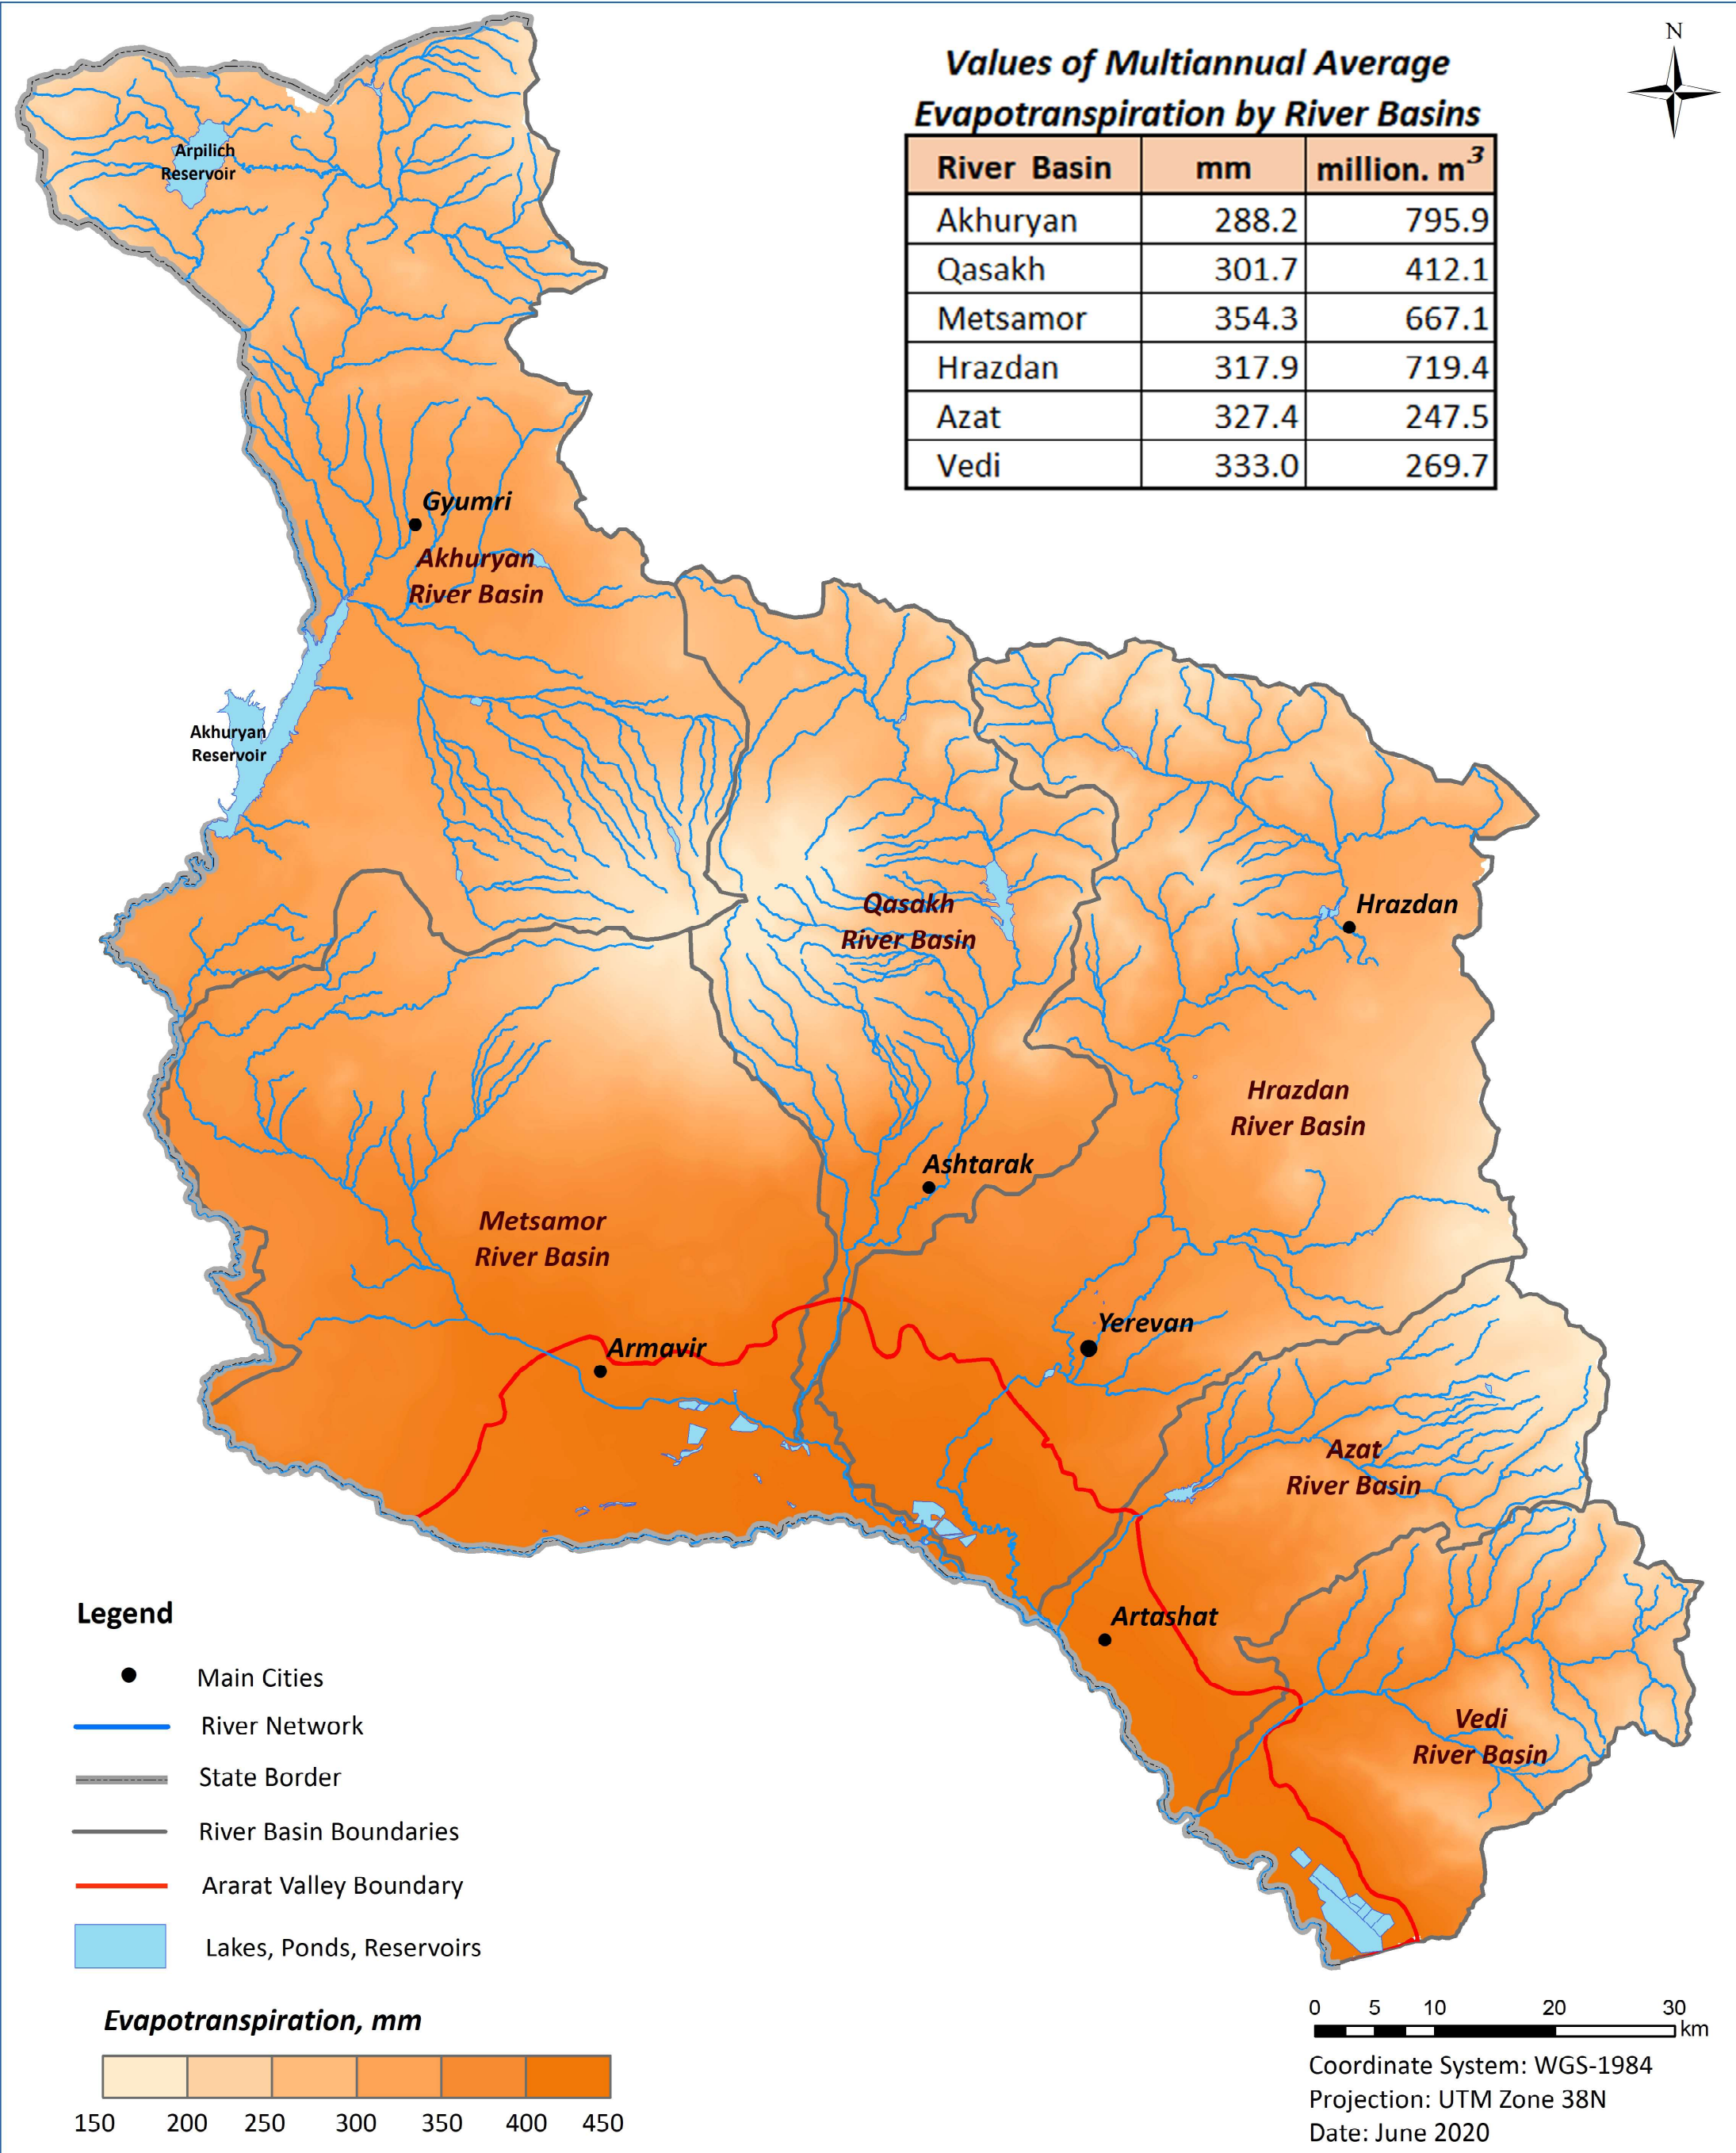 N
Values of Multiannual Average
Evapotranspiration by River Basins
River Basin mm million. m³
Akhuryan 288.2 795.9
Qasakh 301.7 412.1
Metsamor 354.3 667.1
Hrazdan 317.9 719.4
Azat 327.4 247.5
Vedi 333.0 269.7
Arpilich
Reservoir
Gyumri
Akhuryan
River Basin
Akhuryan
Reservoir
Qasakh
River Basin
Hrazdan
Hrazdan
River Basin
Ashtarak
Metsamor
River Basin
Yerevan
Armavir
Azat
River Basin
Artashat
Vedi
River Basin
Legend
Main Cities
River Network
State Border
River Basin Boundaries
Ararat Valley Boundary
Lakes, Ponds, Reservoirs
Evapotranspiration, mm
150 200 250 300 350 400 450
0 5 10 20 30
km
Coordinate System: WGS-1984
Projection: UTM Zone 38N
Date: June 2020